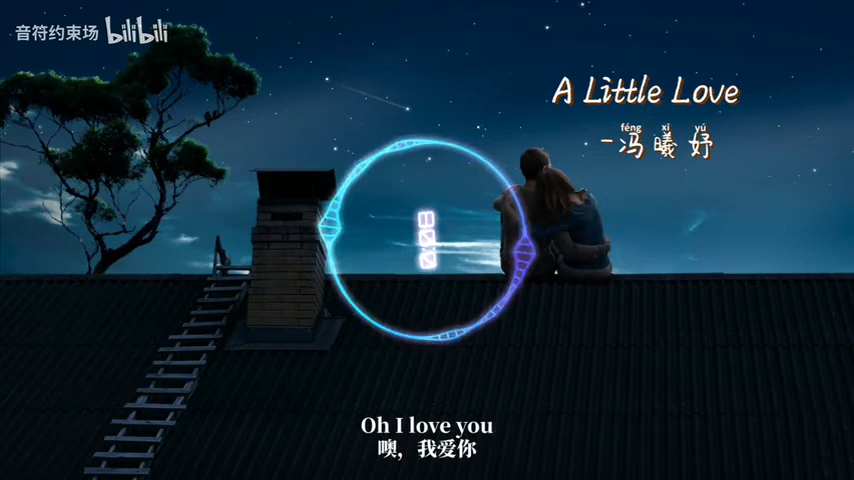 音符约束场 bilibili
A Little Love
féng xī yú
-冯曦妤
Oh I love you
噢，我爱你